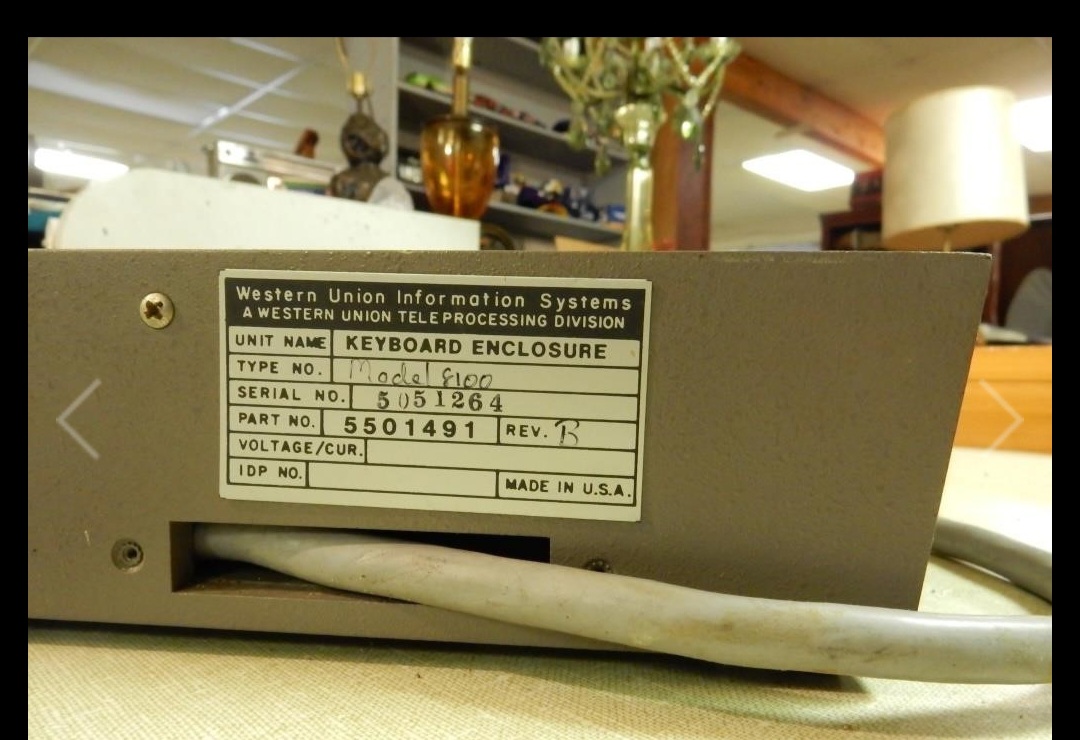 Western Union Information Systems
A WESTERN UNION TELEPROCESSING DIVISION
UNIT NAME KEYBOARD ENCLOSURE
TYPE NO. Model 8100
SERIAL NO. 5051264
PART NO. 5501491 REV. B
VOLTAGE/CUR.
IDP NO. MADE IN U.S.A.